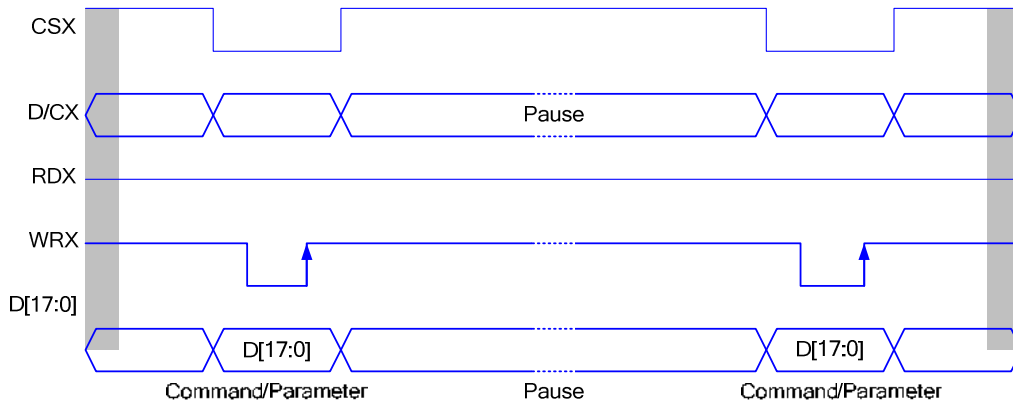 CSX
D/CX
Pause
RDX
WRX
D[17:0]
D[17:0]
D[17:0]
Command/Parameter
Pause
Command/Parameter